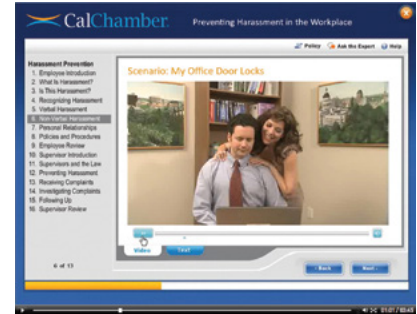 CalChamber
Preventing Harassment in the Workplace
Policy Ask the Expert Help
Harassment Prevention
1. Employee Introduction
2. What Is Harassment?
3. Is This Harassment?
4. Recognizing Harassment
5. Verbal Harassment
6. Non-Verbal Harassment
7. Personal Relationships
8. Policies and Procedures
9. Employee Review
10. Supervisor Introduction
11. Supervisors and the Law
12. Preventing Harassment
13. Receiving Complaints
14. Investigating Complaints
15. Following Up
16. Supervisor Review
Scenario: My Office Door Locks
Video Text
6 of 13
Back Next
01:01 / 03:43